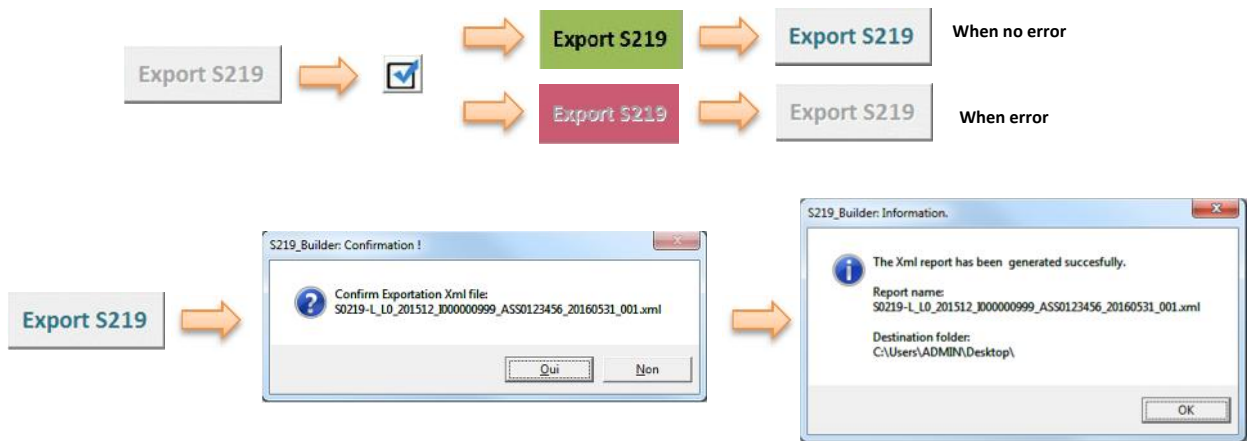 Export S219
Export S219
Export S219
When no error
Export S219
Export S219
When error
Export S219
S219_Builder: Confirmation !
Confirm Exportation Xml file:
S0219-L_L0_201512_I000000999_ASS0123456_20160531_001.xml
Oui
Non
S219_Builder: Information.
The Xml report has been generated succesfully.
Report name:
S0219-L_L0_201512_I000000999_ASS0123456_20160531_001.xml
Destination folder:
C:\Users\ADMIN\Desktop\
OK